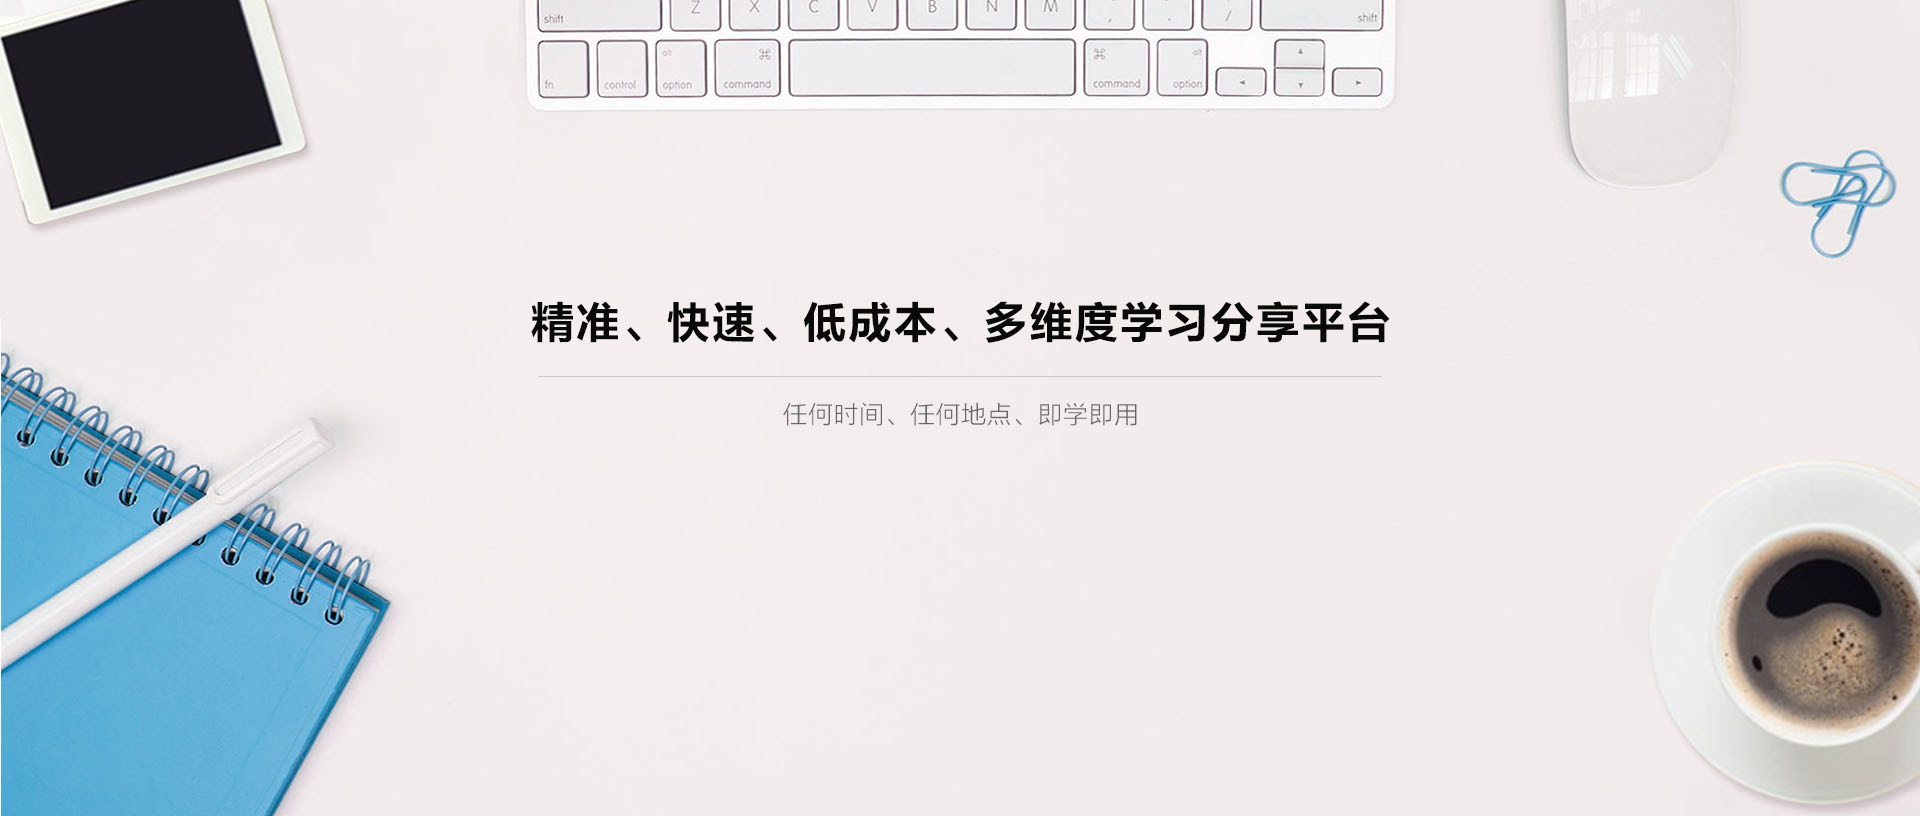 shift Z X C V B N M , . / shift
fn control alt option ⌘ command ⌘ command alt option
精准、快速、低成本、多维度学习分享平台
任何时间、任何地点、即学即用